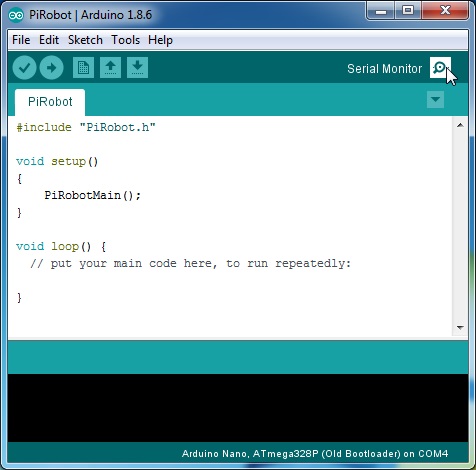 PiRobot | Arduino 1.8.6
File Edit Sketch Tools Help
Serial Monitor
PiRobot
#include "PiRobot.h"
void setup()
{
    PiRobotMain();
}
void loop() {
  // put your main code here, to run repeatedly:
}
Arduino Nano, ATmega328P (Old Bootloader) on COM4